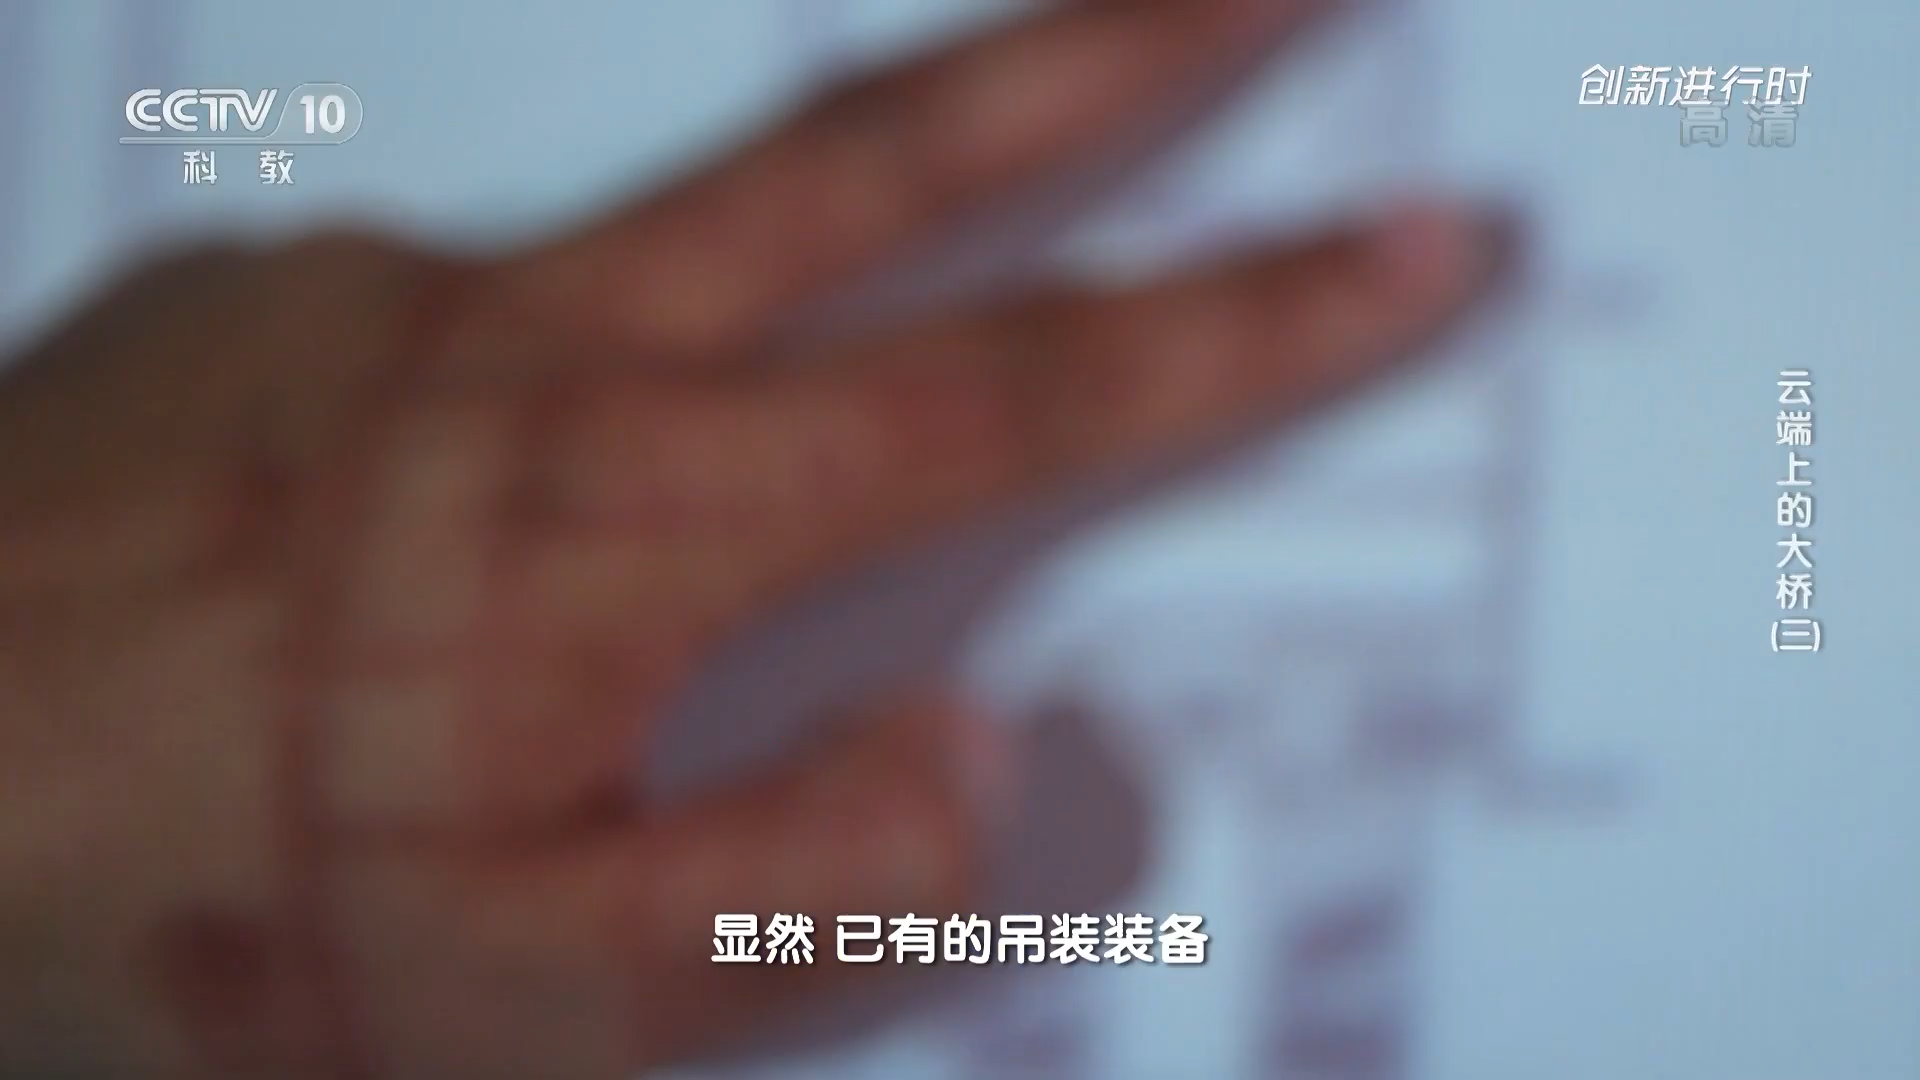 CCTV 10
科 教
创新进行时
高清
云端上的大桥(三)
显然 已有的吊装装备